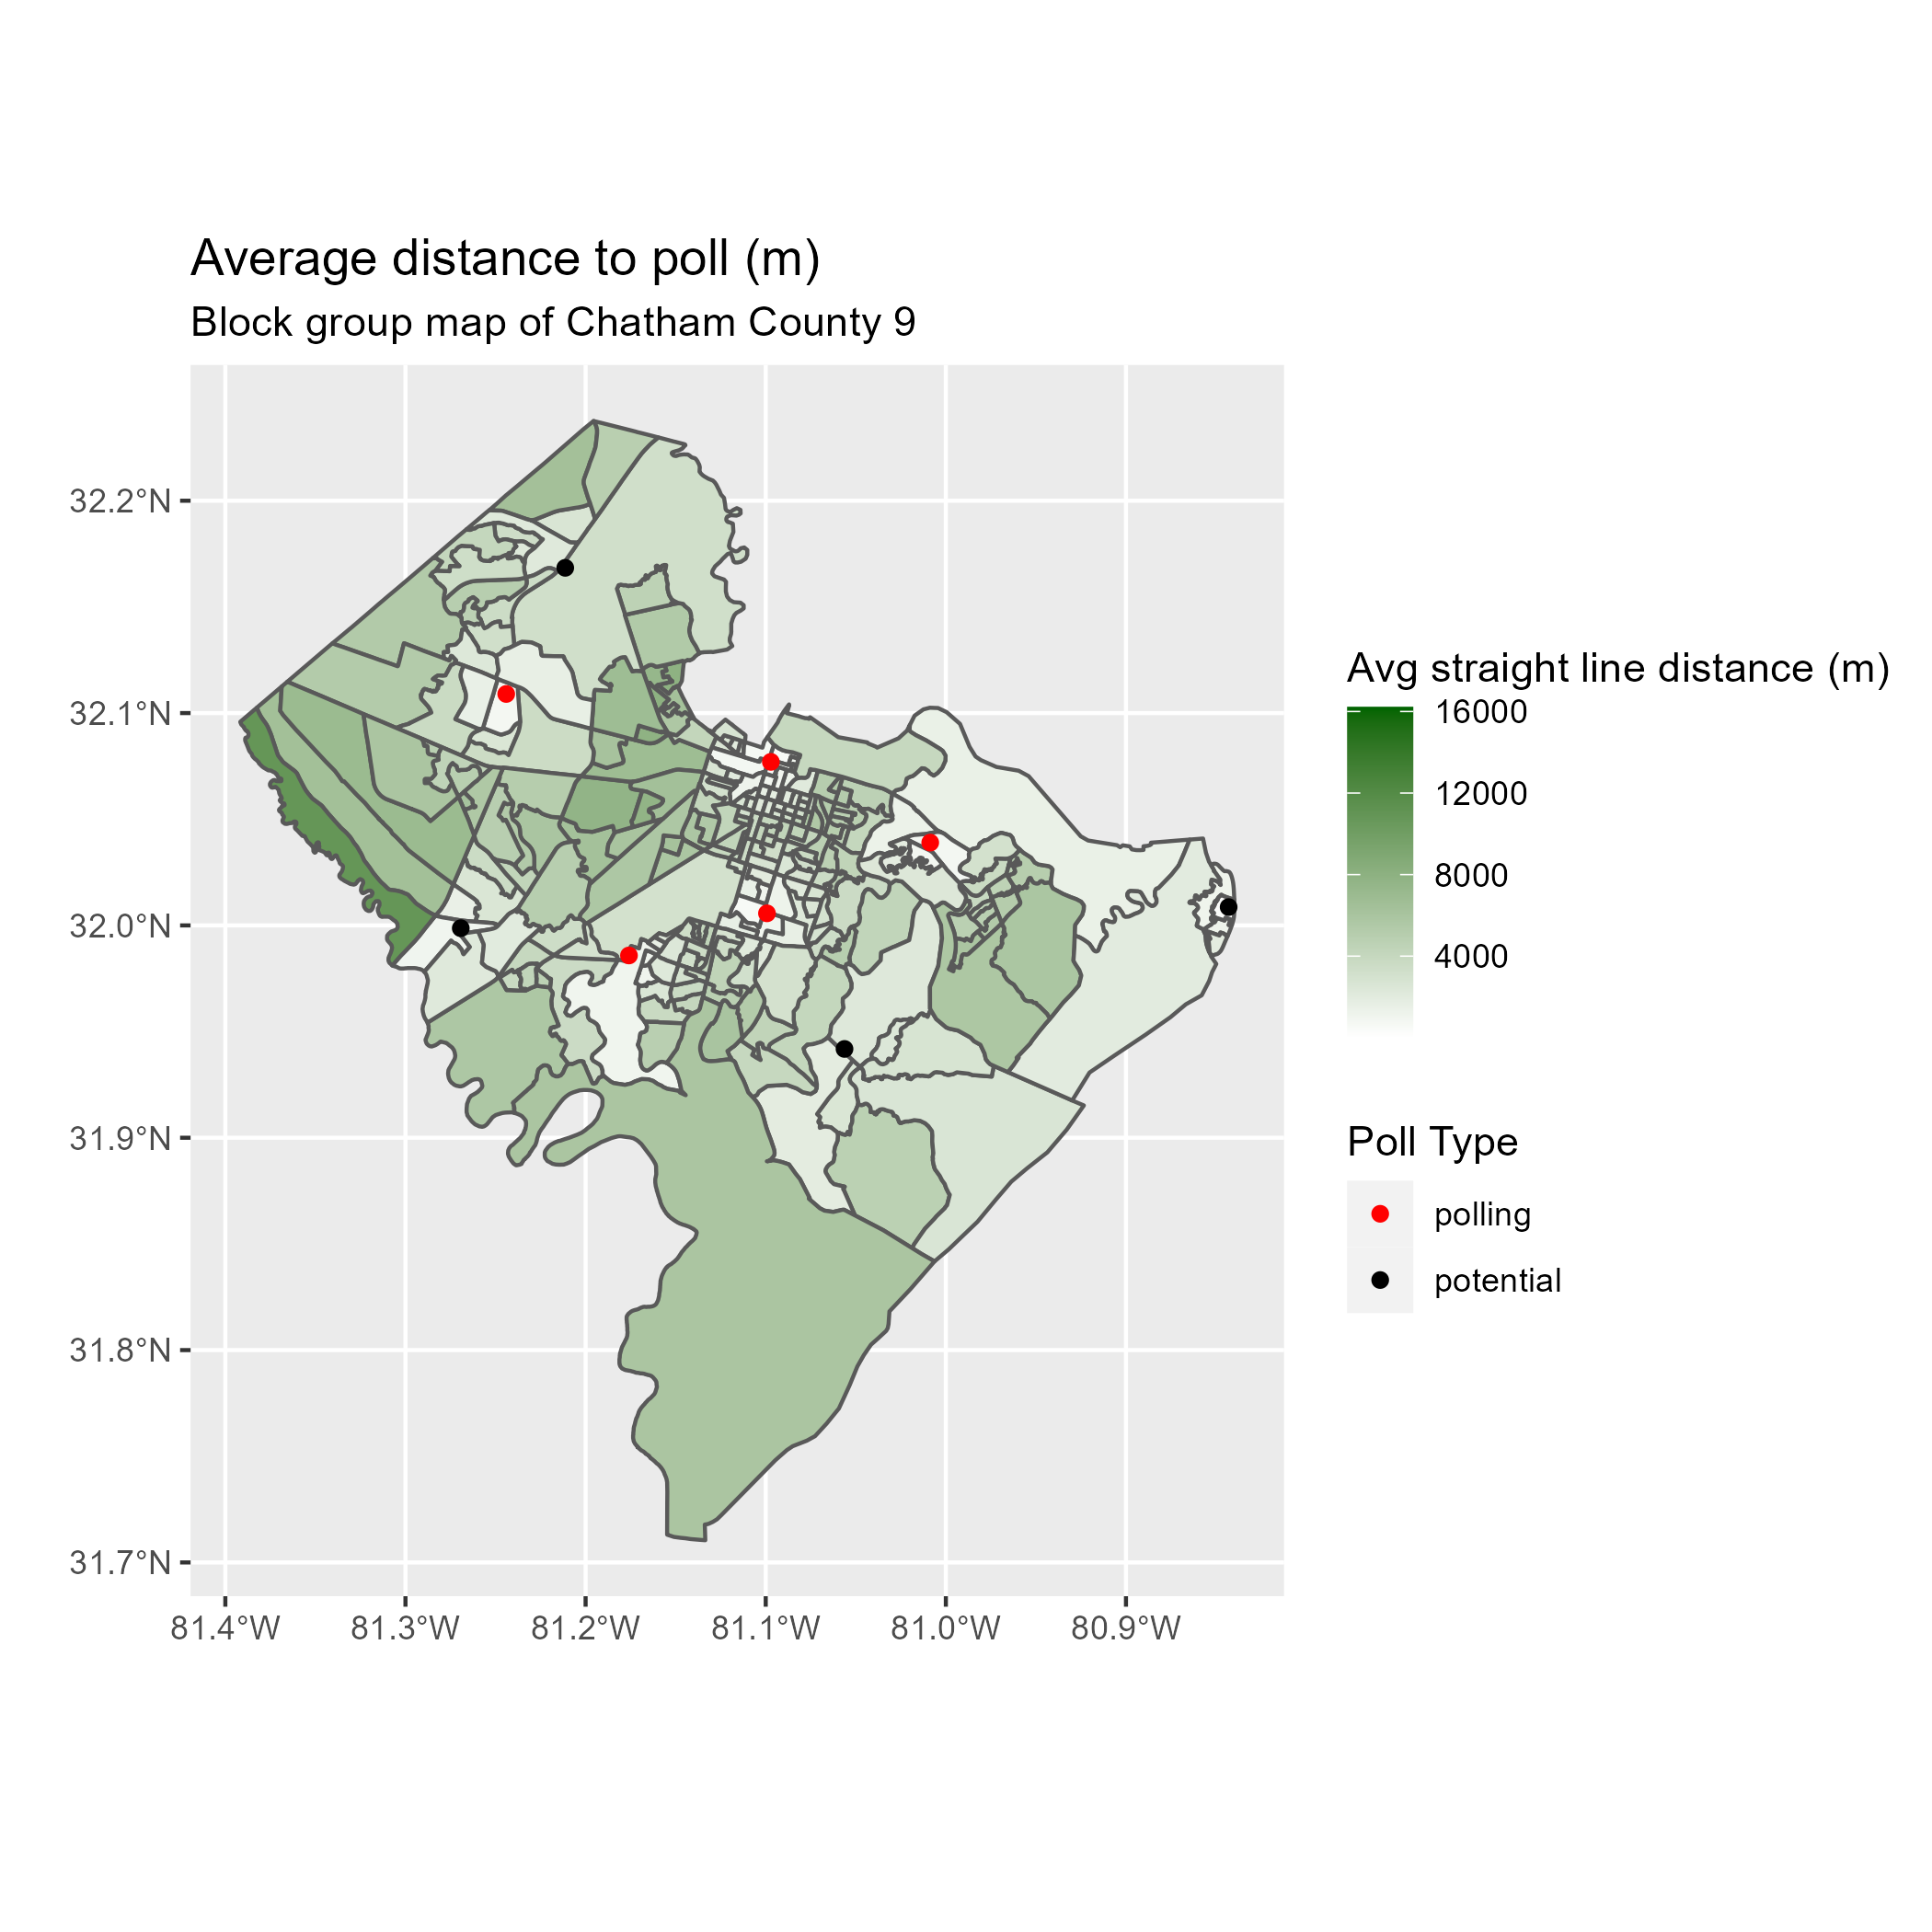 Average distance to poll (m)
Block group map of Chatham County 9
32.2°N
32.1°N
32.0°N
31.9°N
31.8°N
31.7°N
81.4°W 81.3°W 81.2°W 81.1°W 81.0°W 80.9°W
Avg straight line distance (m)
16000
12000
8000
4000
Poll Type
polling
potential